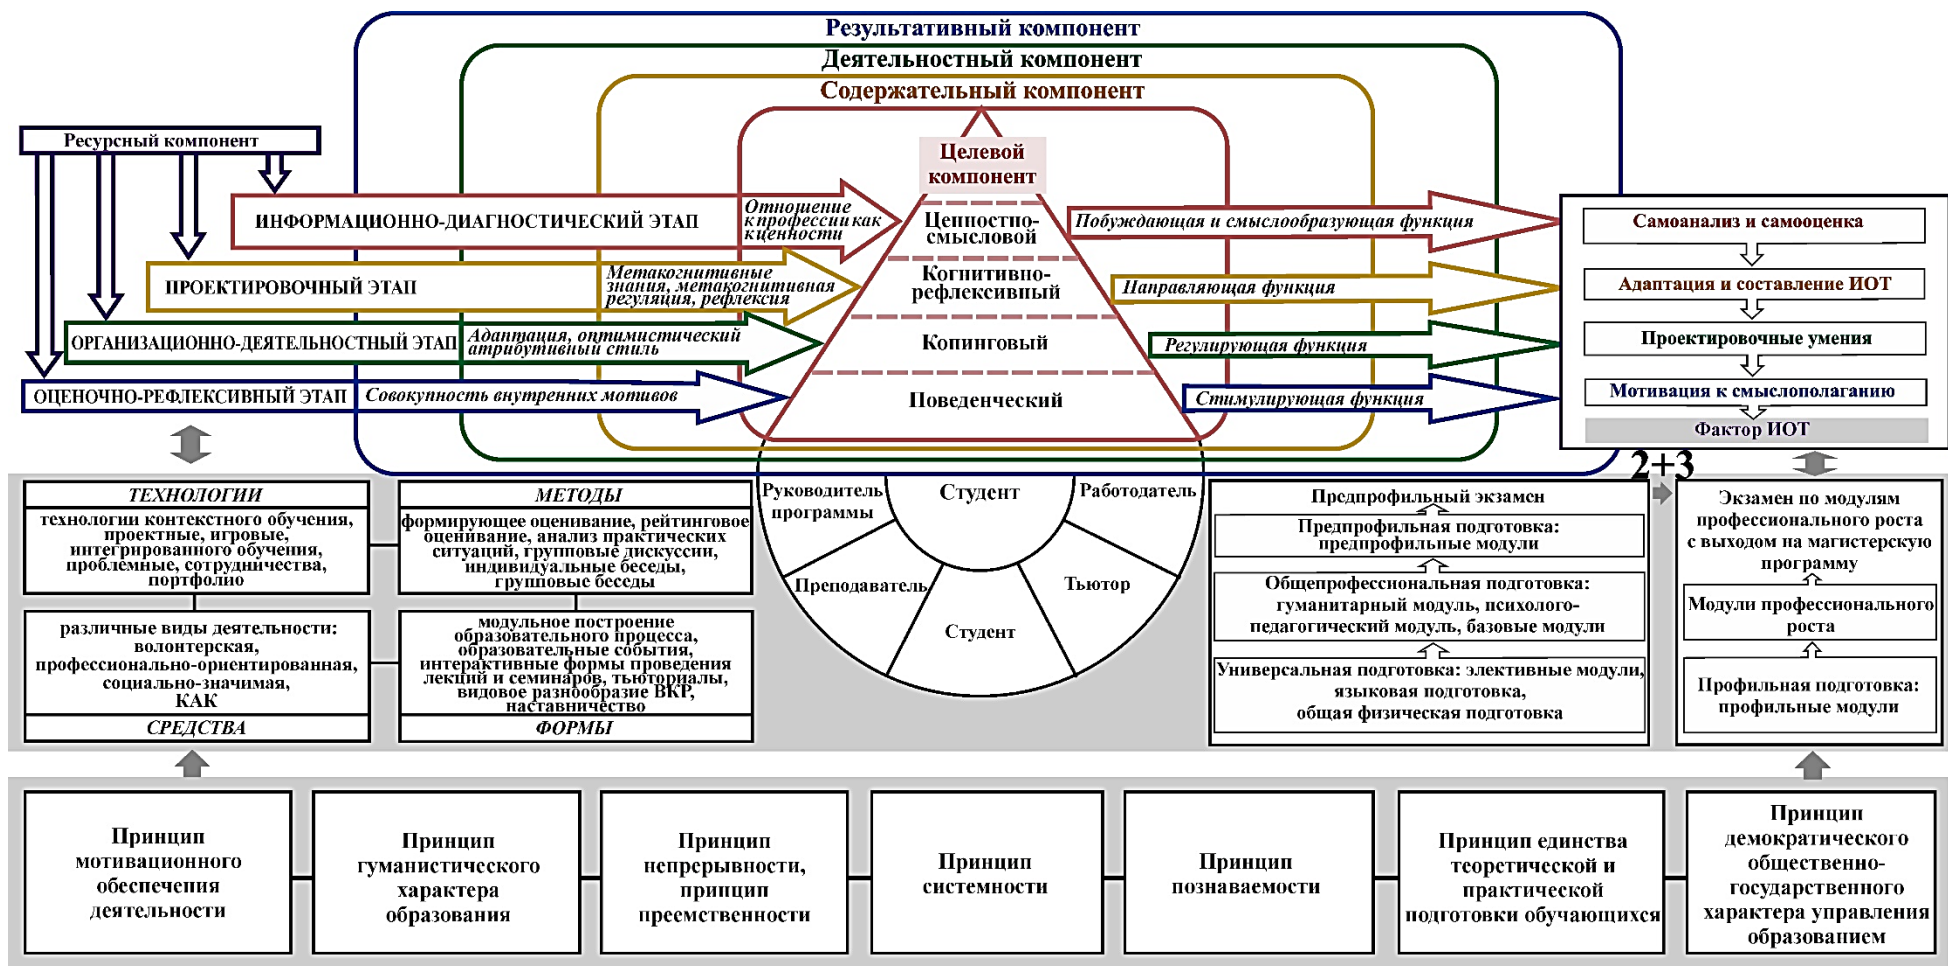 Результативный компонент
Деятельностный компонент
Содержательный компонент
Целевой
компонент
Ресурсный компонент
ИНФОРМАЦИОННО-ДИАГНОСТИЧЕСКИЙ ЭТАП
Отношение
к профессии как
к ценности
Ценностно-
смысловой
Побуждающая и смыслообразующая функция
Самоанализ и самооценка
ПРОЕКТИРОВОЧНЫЙ ЭТАП
Метакогнитивные
знания, метакогнитивная
регуляция, рефлексия
Когнитивно-
рефлексивный
Направляющая функция
Адаптация и составление ИОТ
ОРГАНИЗАЦИОННО-ДЕЯТЕЛЬНОСТНЫЙ ЭТАП
Адаптация, оптимистический
атрибутивный стиль
Копинговый
Регулирующая функция
Проектировочные умения
ОЦЕНОЧНО-РЕФЛЕКСИВНЫЙ ЭТАП
Совокупность внутренних мотивов
Поведенческий
Стимулирующая функция
Мотивация к смыслополаганию
Фактор ИОТ
2+3
ТЕХНОЛОГИИ
технологии контекстного обучения,
проектные, игровые,
интегрированного обучения,
проблемные, сотрудничества,
портфолио
МЕТОДЫ
формирующее оценивание, рейтинговое
оценивание, анализ практических
ситуаций, групповые дискуссии,
индивидуальные беседы,
групповые беседы
различные виды деятельности:
волонтерская,
профессионально-ориентированная,
социально-значимая,
КАК
СРЕДСТВА
модульное построение
образовательного процесса,
образовательные события,
интерактивные формы проведения
лекций и семинаров, тьюториалы,
видовое разнообразие ВКР,
наставничество
ФОРМЫ
Руководитель
программы
Студент
Работодатель
Преподаватель
Тьютор
Студент
Предпрофильный экзамен
Предпрофильная подготовка:
предпрофильные модули
Общепрофессиональная подготовка:
гуманитарный модуль, психолого-
педагогический модуль, базовые модули
Универсальная подготовка: элективные модули,
языковая подготовка,
общая физическая подготовка
Экзамен по модулям
профессионального роста
с выходом на магистерскую
программу
Модули профессионального
роста
Профильная подготовка:
профильные модули
Принцип
мотивационного
обеспечения
деятельности
Принцип
гуманистического
характера
образования
Принцип
непрерывности,
принцип
преемственности
Принцип
системности
Принцип
познаваемости
Принцип единства
теоретической и
практической
подготовки обучающихся
Принцип
демократического
общественно-
государственного
характера управления
образованием